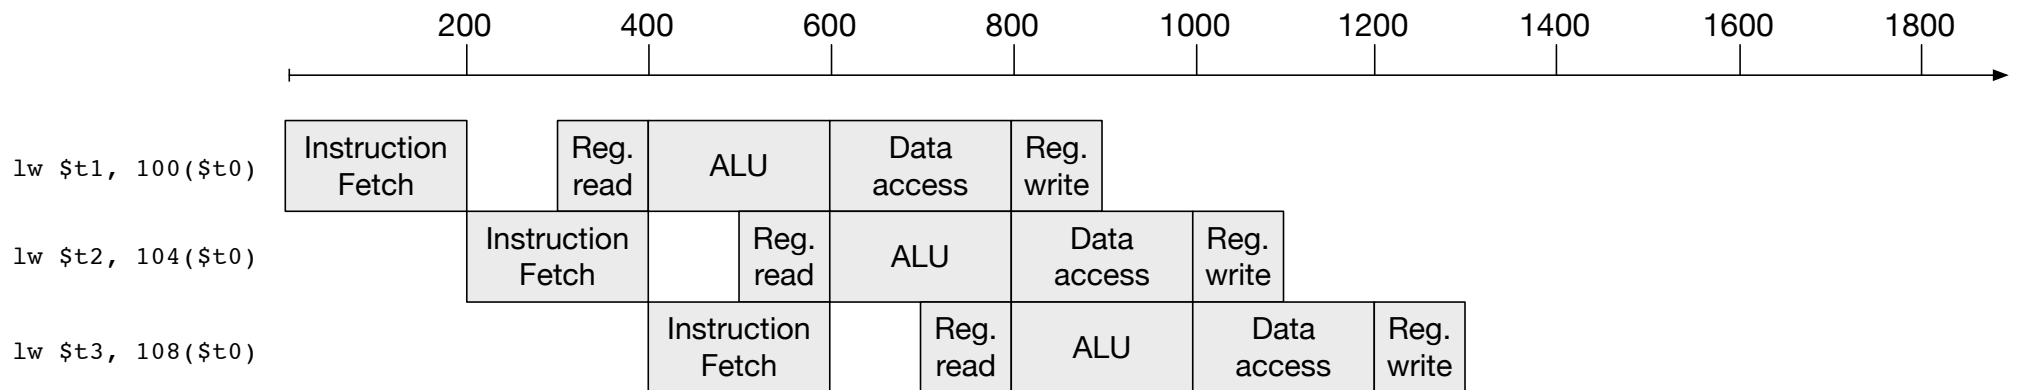 200 400 600 800 1000 1200 1400 1600 1800
lw $t1, 100($t0)
Instruction
Fetch
Reg.
read
ALU
Data
access
Reg.
write
lw $t2, 104($t0)
Instruction
Fetch
Reg.
read
ALU
Data
access
Reg.
write
lw $t3, 108($t0)
Instruction
Fetch
Reg.
read
ALU
Data
access
Reg.
write